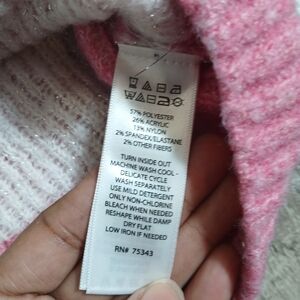 57% POLYESTER
26% ACRYLIC
13% NYLON
2% SPANDEX/ELASTANE
2% OTHER FIBERS
TURN INSIDE OUT
MACHINE WASH COOL -
DELICATE CYCLE
WASH SEPARATELY
USE MILD DETERGENT
ONLY NON-CHLORINE
BLEACH WHEN NEEDED
RESHAPE WHILE DAMP
DRY FLAT
LOW IRON IF NEEDED
RN# 75343